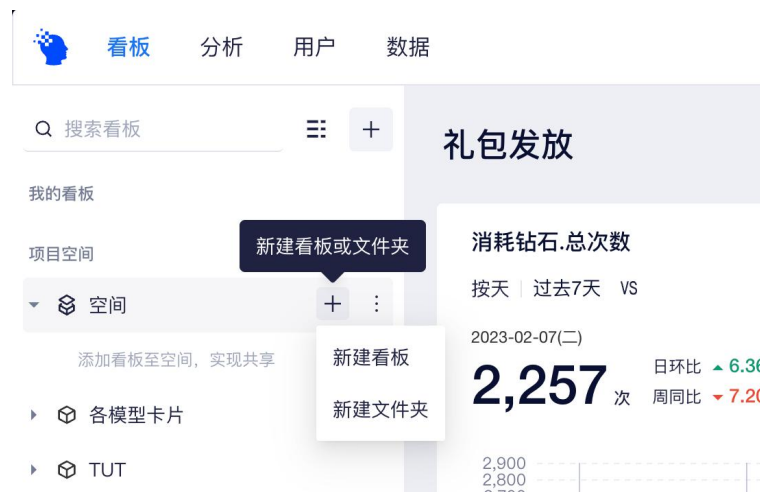 看板 分析 用户 数据
搜索看板
我的看板
项目空间
新建看板或文件夹
空间
添加看板至空间，实现共享
新建看板
新建文件夹
各模型卡片
TUT
礼包发放
消耗钻石.总次数
按天 过去7天 VS
2023-02-07(二)
2,257 次
日环比 6.36
周同比 7.20
2,900
2,800